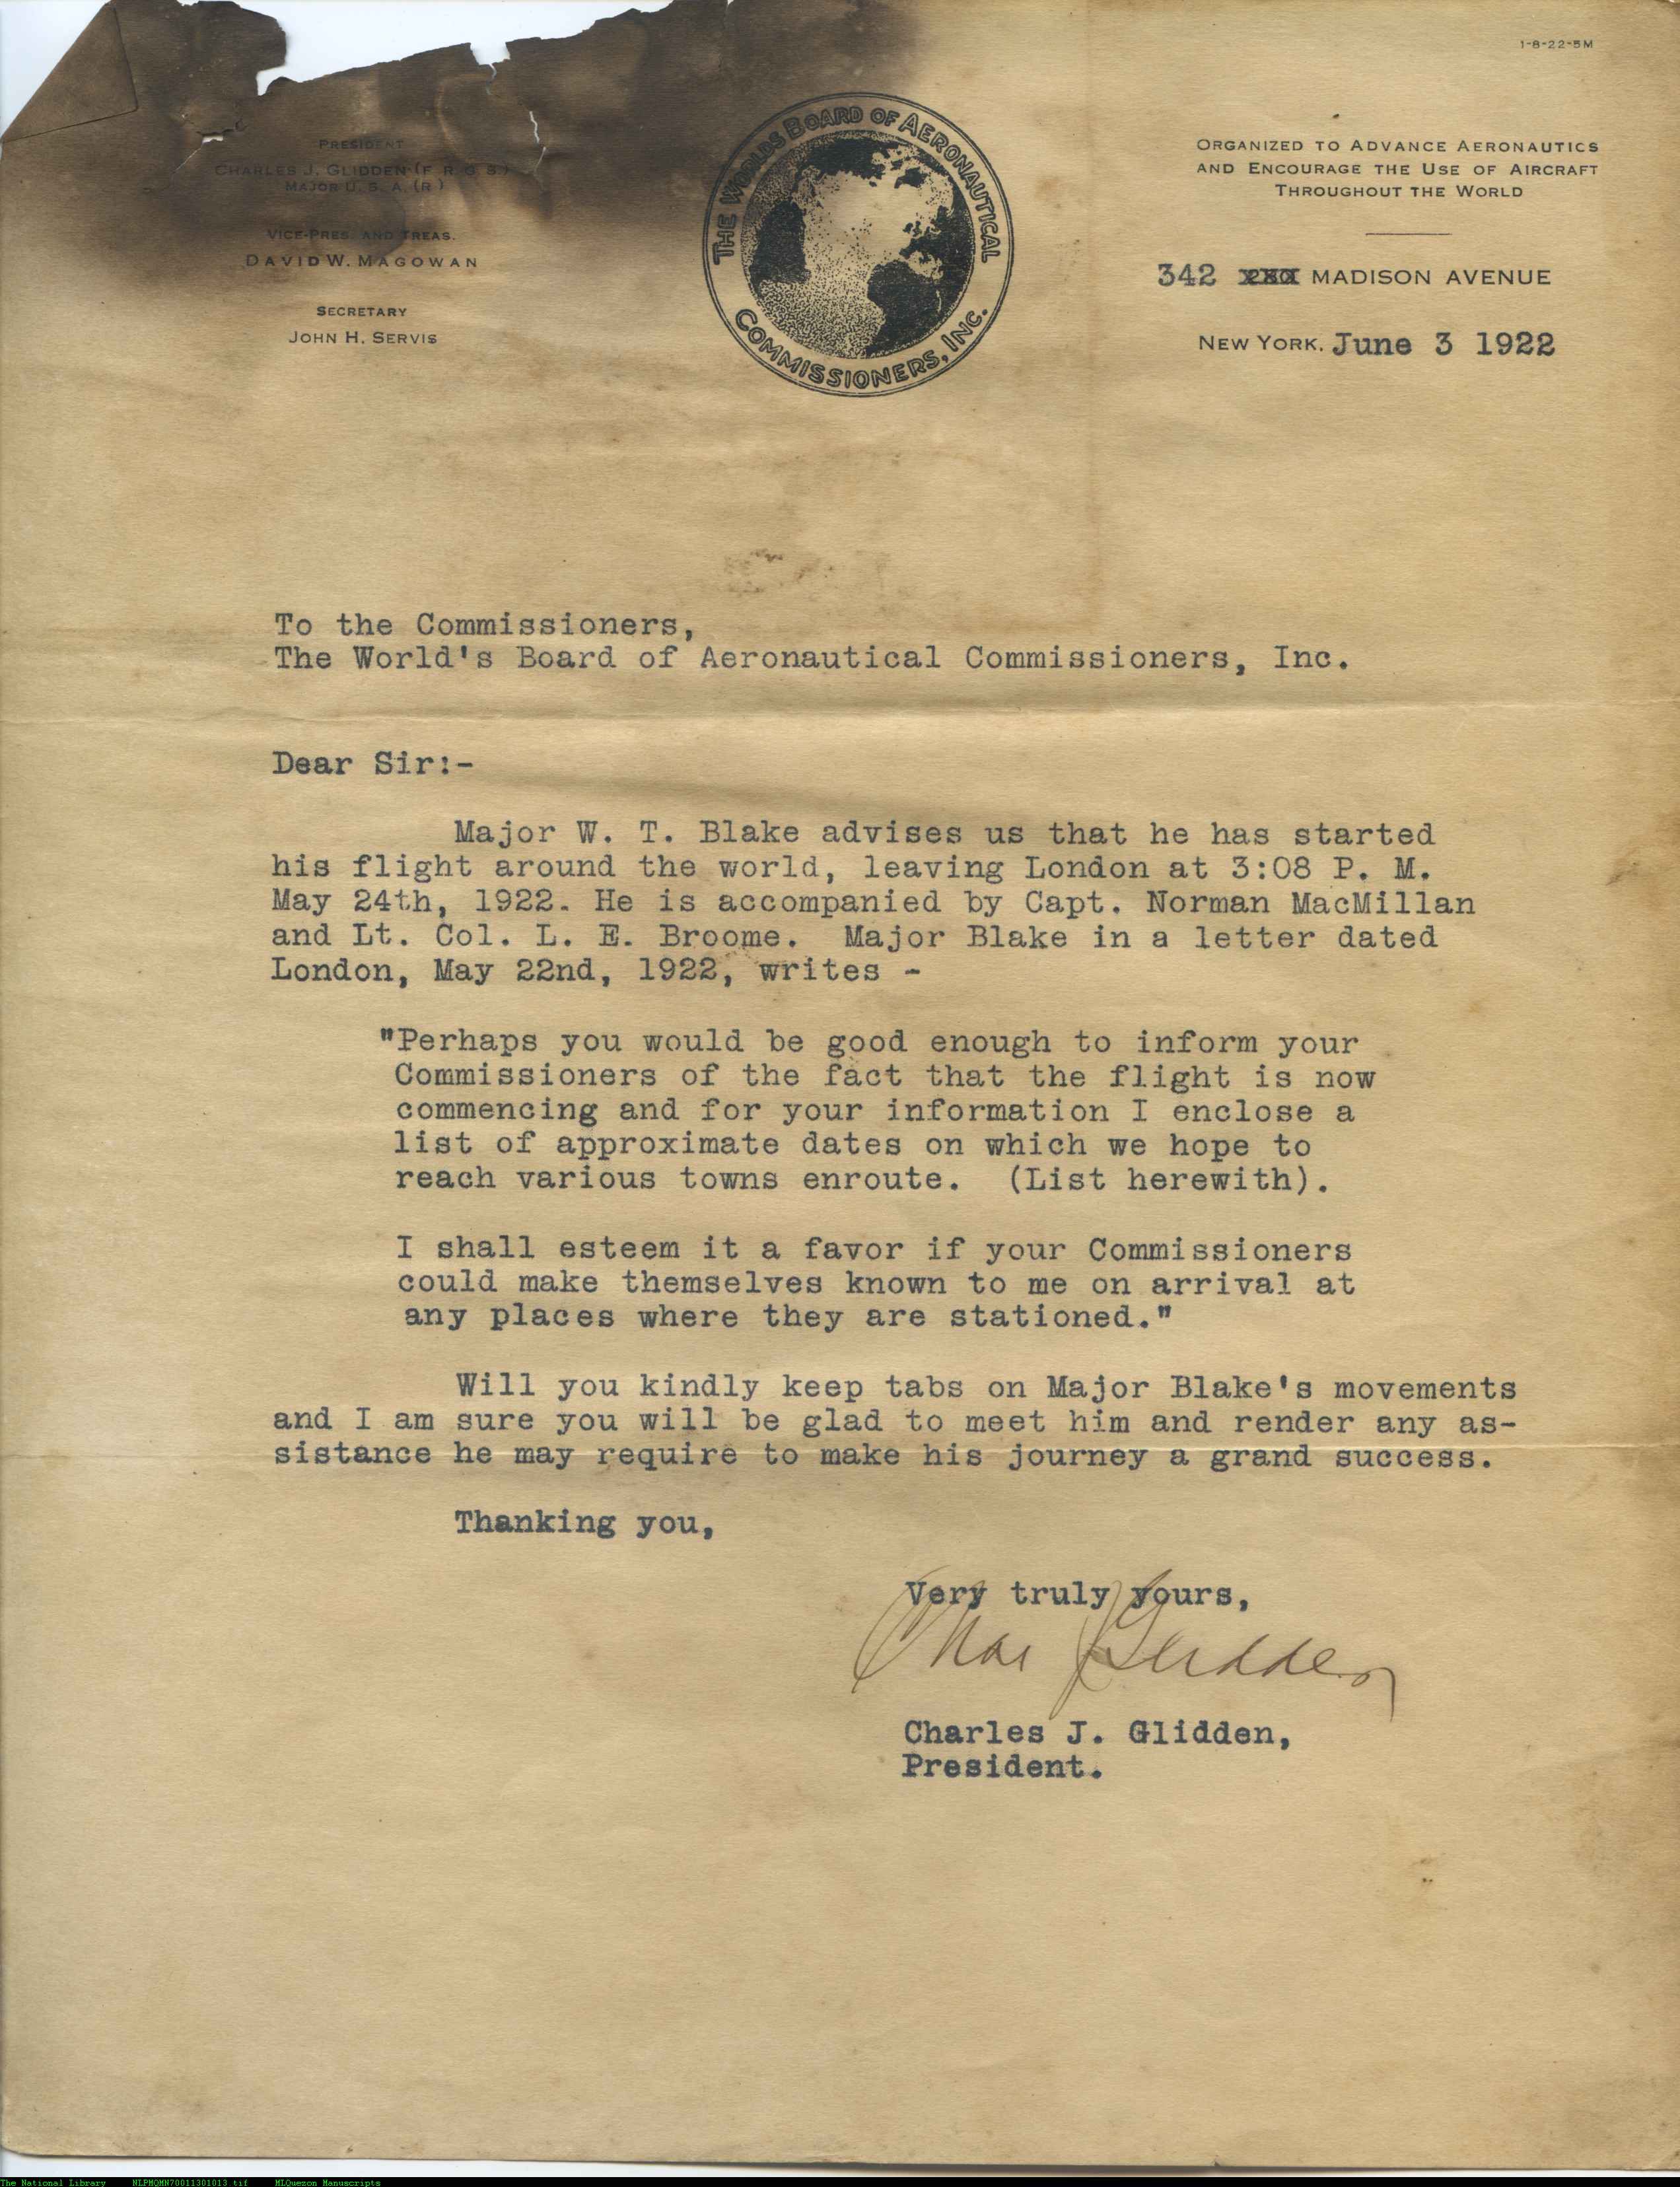 1-8-22-5M
PRESIDENT
CHARLES J. GLIDDEN (F. R. G. S.)
MAJOR U. S. A. (R)
VICE-PRES. AND TREAS.
DAVID W. MAGOWAN
SECRETARY
JOHN H. SERVIS
THE WORLDS BOARD OF AERONAUTICAL
COMMISSIONERS, INC.
ORGANIZED TO ADVANCE AERONAUTICS
AND ENCOURAGE THE USE OF AIRCRAFT
THROUGHOUT THE WORLD
342 MADISON AVENUE
NEW YORK, June 3 1922
To the Commissioners,
The World's Board of Aeronautical Commissioners, Inc.
Dear Sir:-
Major W. T. Blake advises us that he has started
his flight around the world, leaving London at 3:08 P. M.
May 24th, 1922. He is accompanied by Capt. Norman MacMillan
and Lt. Col. L. E. Broome. Major Blake in a letter dated
London, May 22nd, 1922, writes -
"Perhaps you would be good enough to inform your
Commissioners of the fact that the flight is now
commencing and for your information I enclose a
list of approximate dates on which we hope to
reach various towns enroute. (List herewith).
I shall esteem it a favor if your Commissioners
could make themselves known to me on arrival at
any places where they are stationed."
Will you kindly keep tabs on Major Blake's movements
and I am sure you will be glad to meet him and render any as-
sistance he may require to make his journey a grand success.
Thanking you,
Very truly yours,
Chas J Glidden
Charles J. Glidden,
President.
The National Library NLPMQMN70011301013.tif MLQuezon Manuscripts